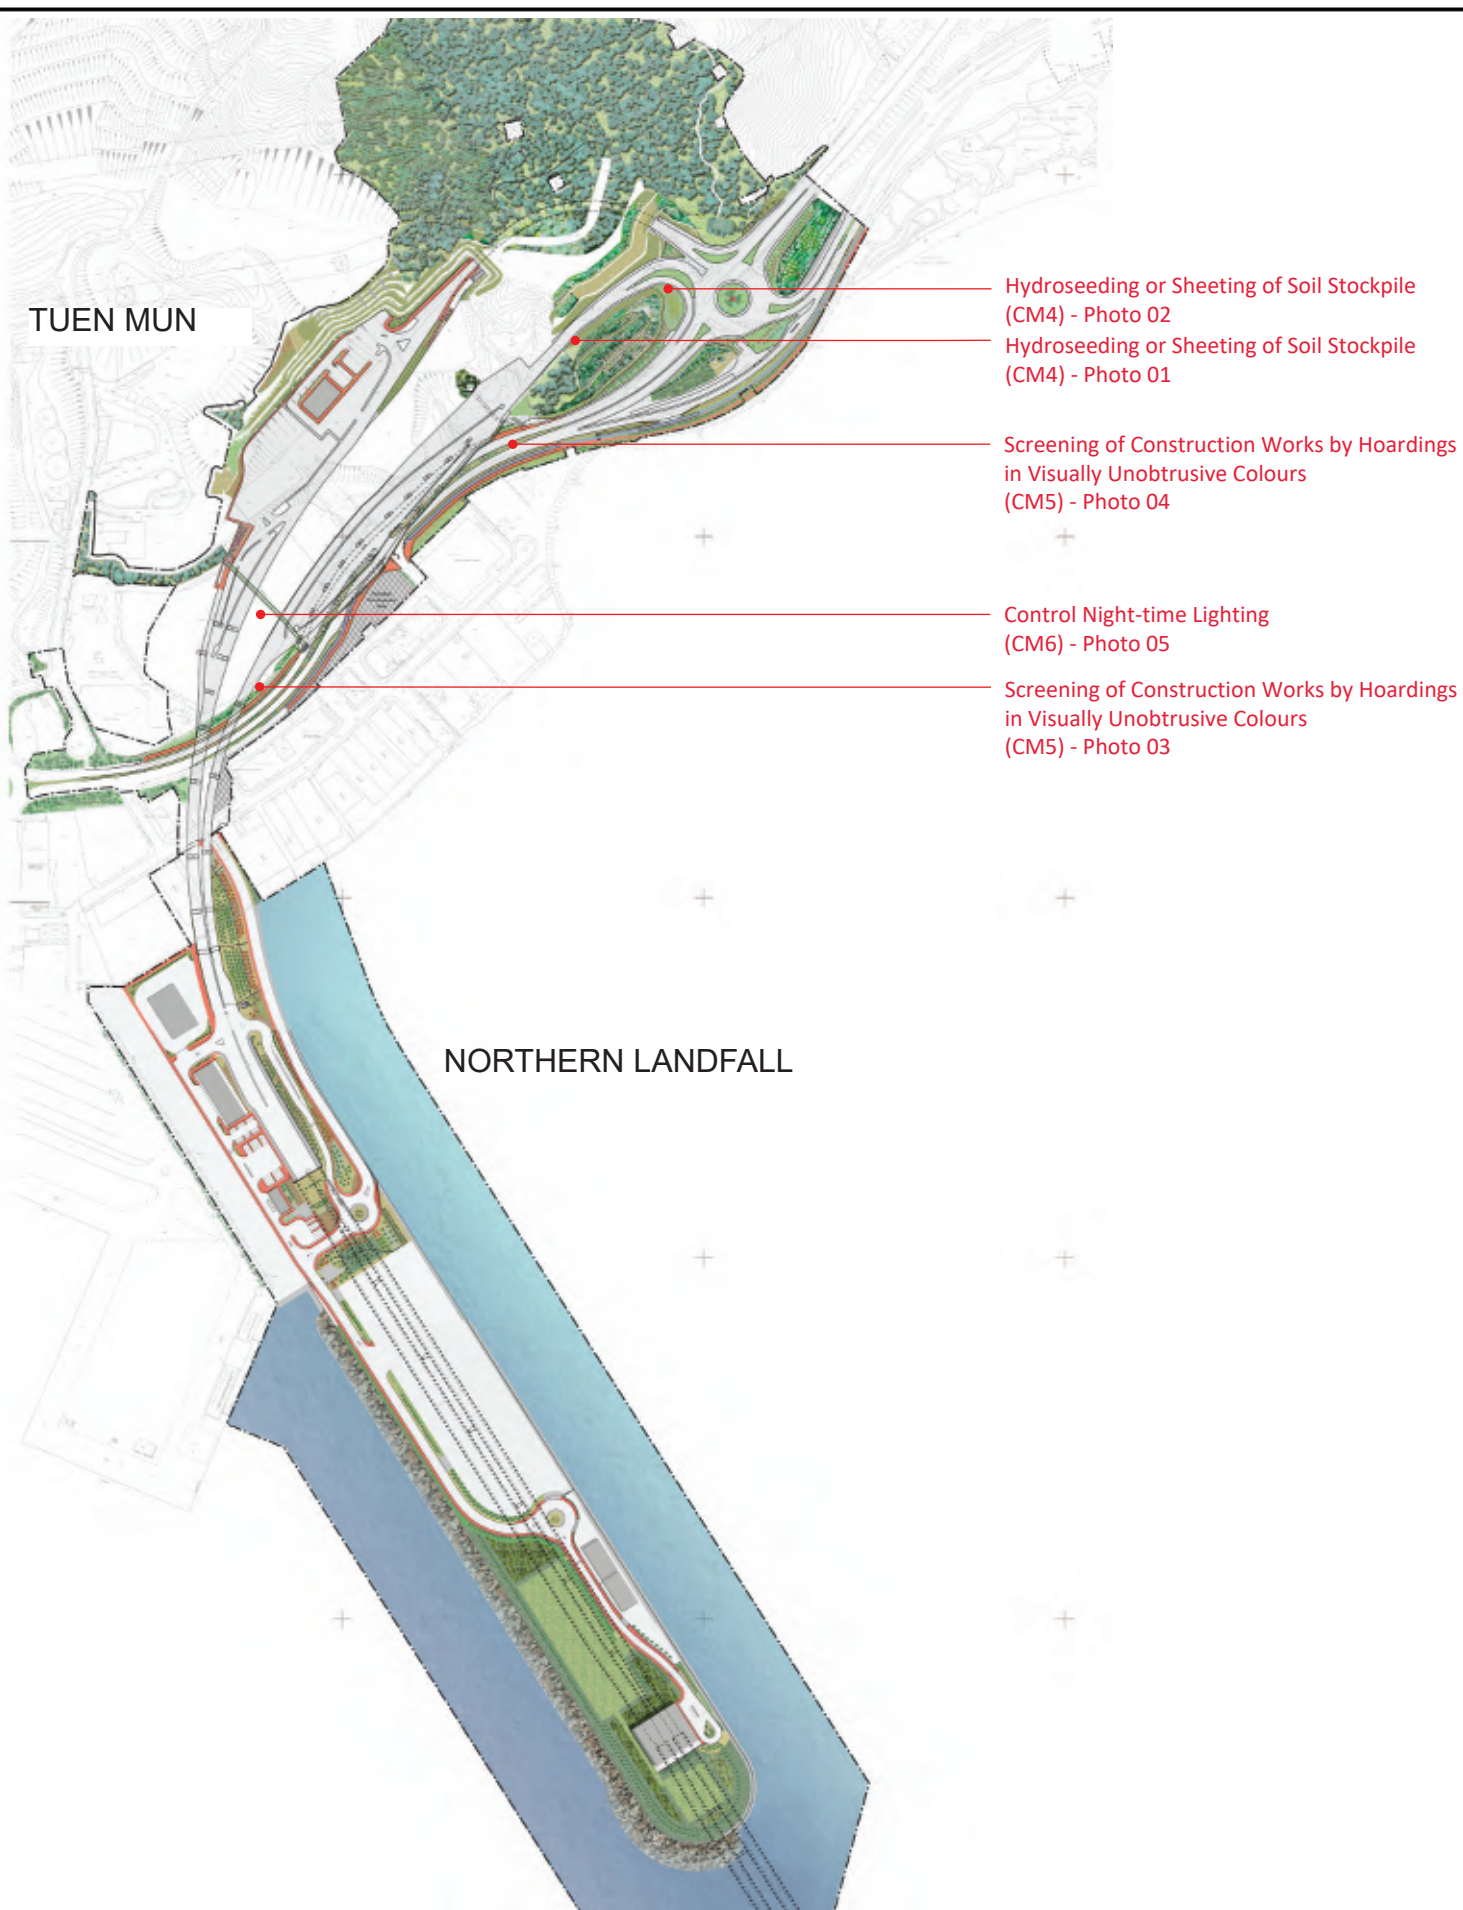 TUEN MUN
Hydroseeding or Sheeting of Soil Stockpile
(CM4) - Photo 02
Hydroseeding or Sheeting of Soil Stockpile
(CM4) - Photo 01
Screening of Construction Works by Hoardings
in Visually Unobtrusive Colours
(CM5) - Photo 04
Control Night-time Lighting
(CM6) - Photo 05
Screening of Construction Works by Hoardings
in Visually Unobtrusive Colours
(CM5) - Photo 03
NORTHERN LANDFALL